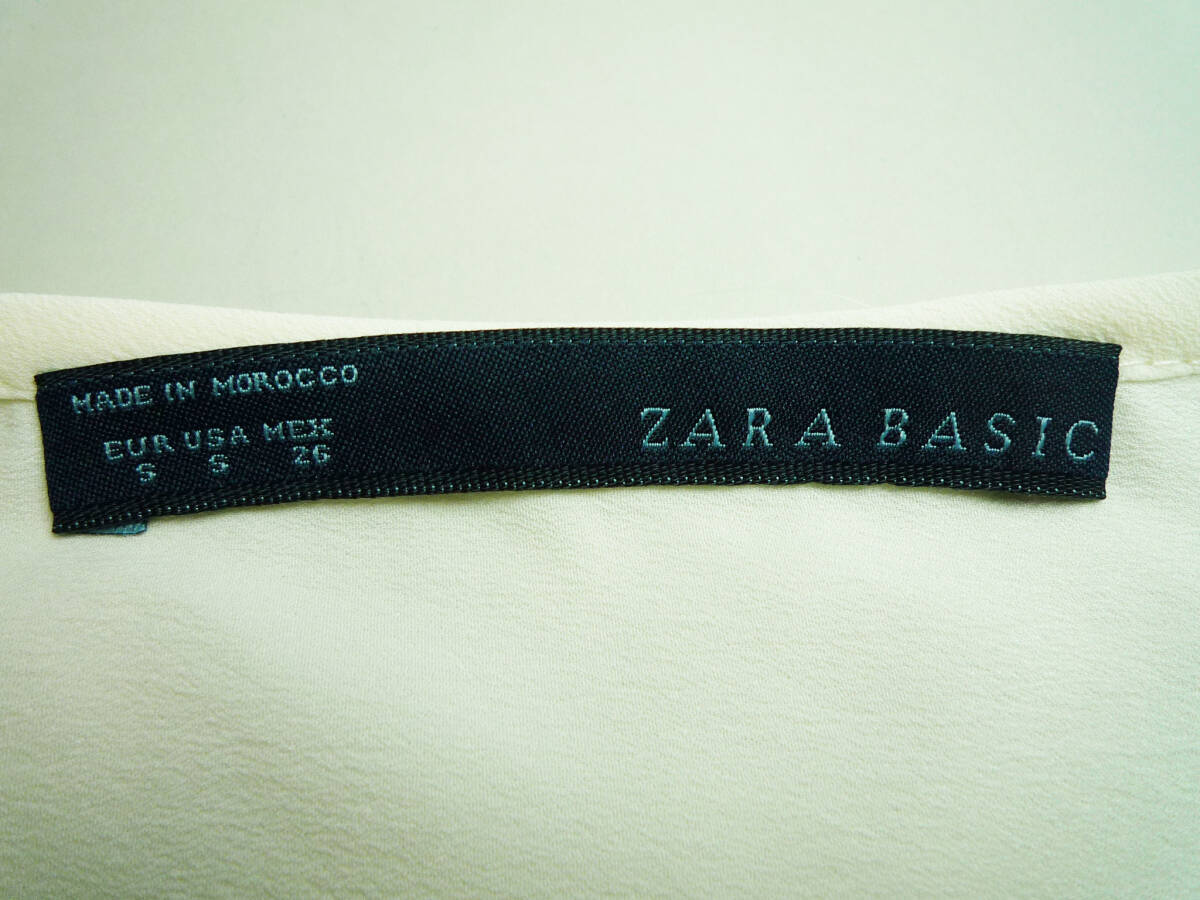 MADE IN MOROCCO
EUR USA MEX
S S 26
ZARA BASIC